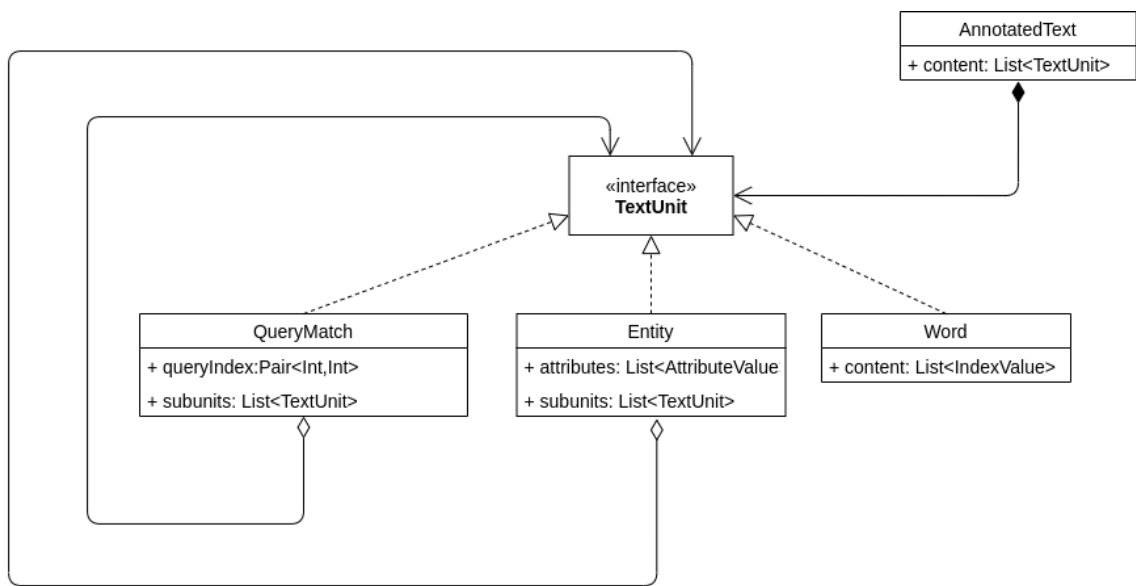 AnnotatedText
+ content: List<TextUnit>
«interface»
TextUnit
QueryMatch
+ queryIndex:Pair<Int,Int>
+ subunits: List<TextUnit>
Entity
+ attributes: List<AttributeValue
+ subunits: List<TextUnit>
Word
+ content: List<IndexValue>